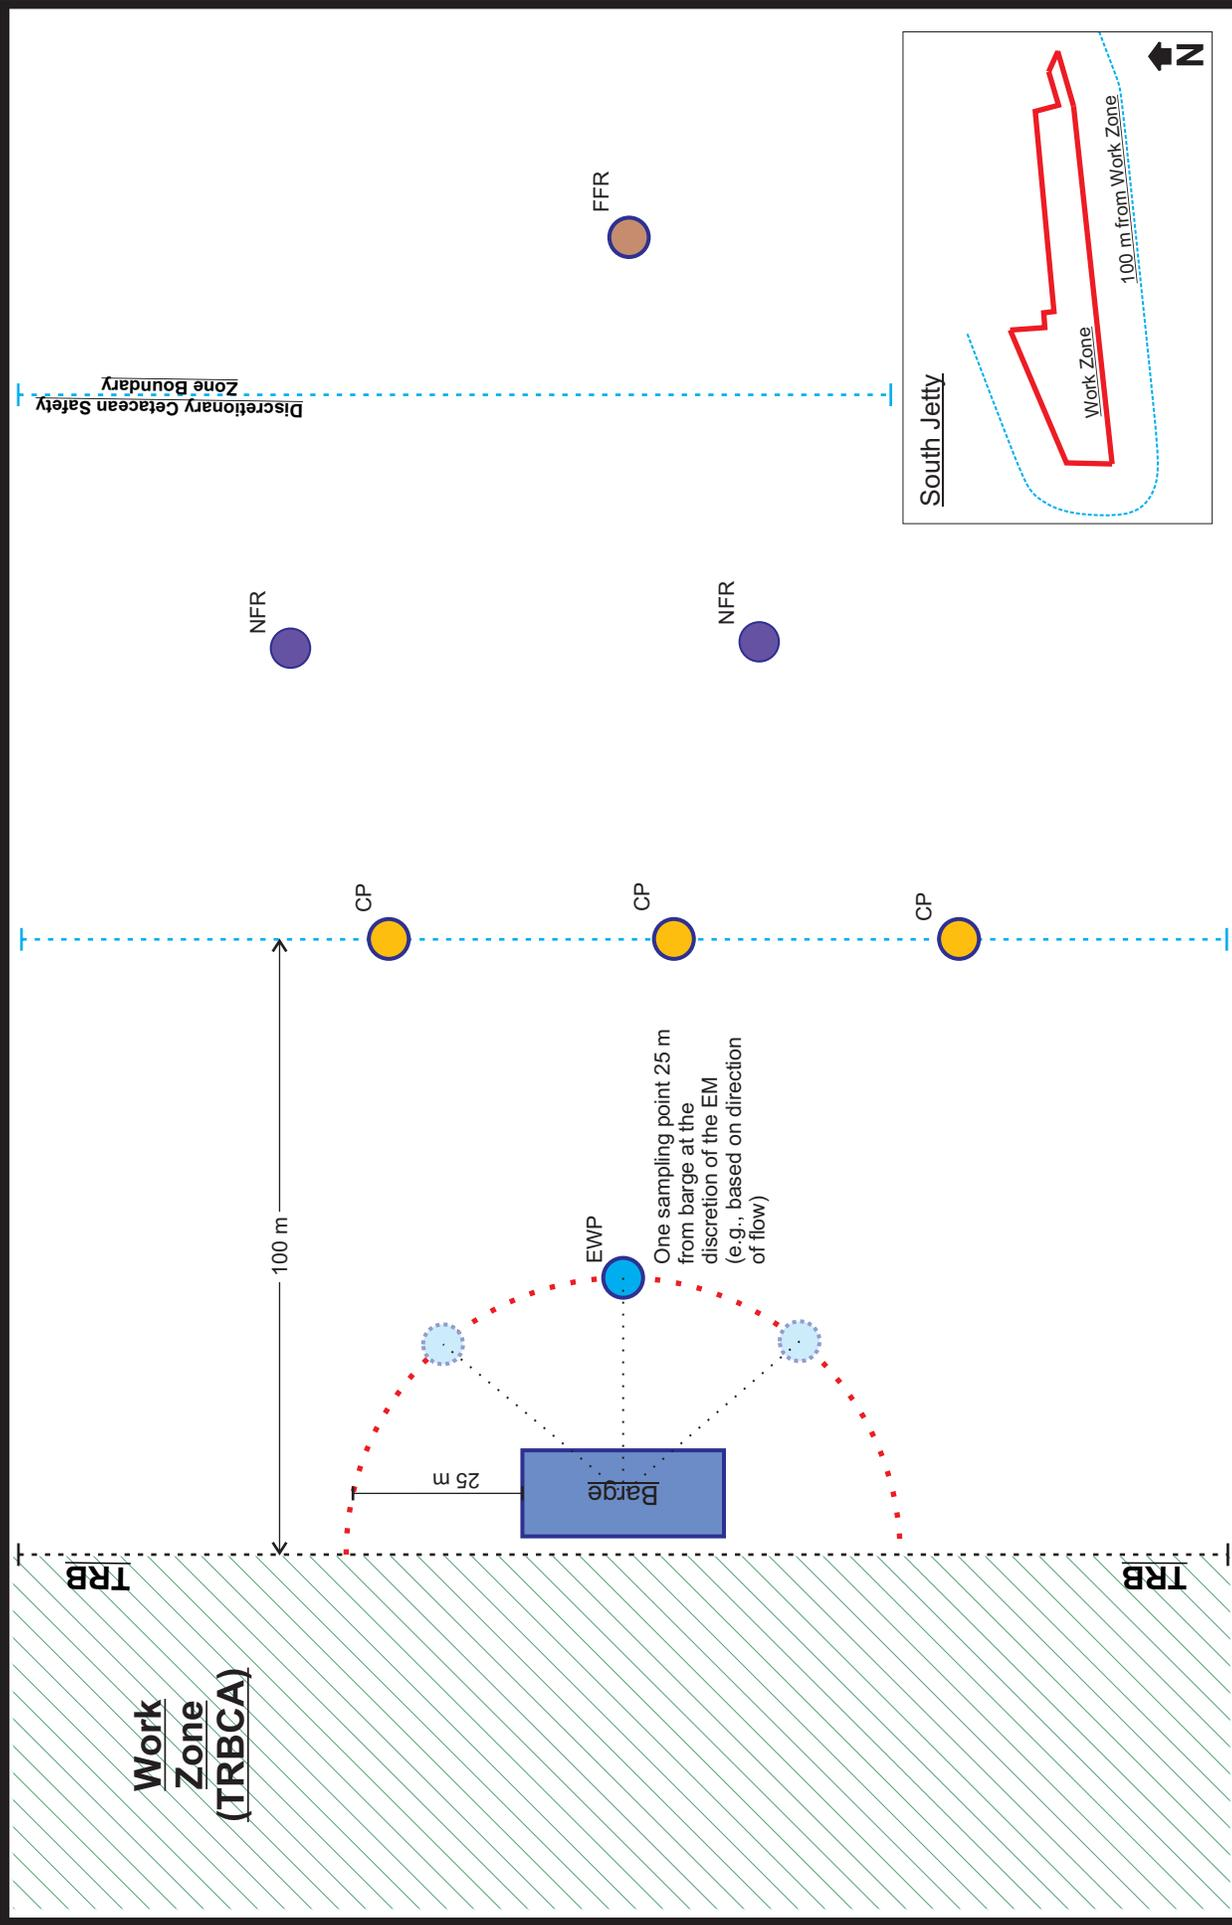 FFR
Discretionary Cetacean Safety
Zone Boundary
NFR
NFR
CP
CP
CP
100 m
EWP
One sampling point 25 m
from barge at the
discretion of the EM
(e.g., based on direction
of flow)
25 m
Barge
TRB
TRB
Work
Zone
(TRBCA)
South Jetty
Work Zone
100 m from Work Zone
N